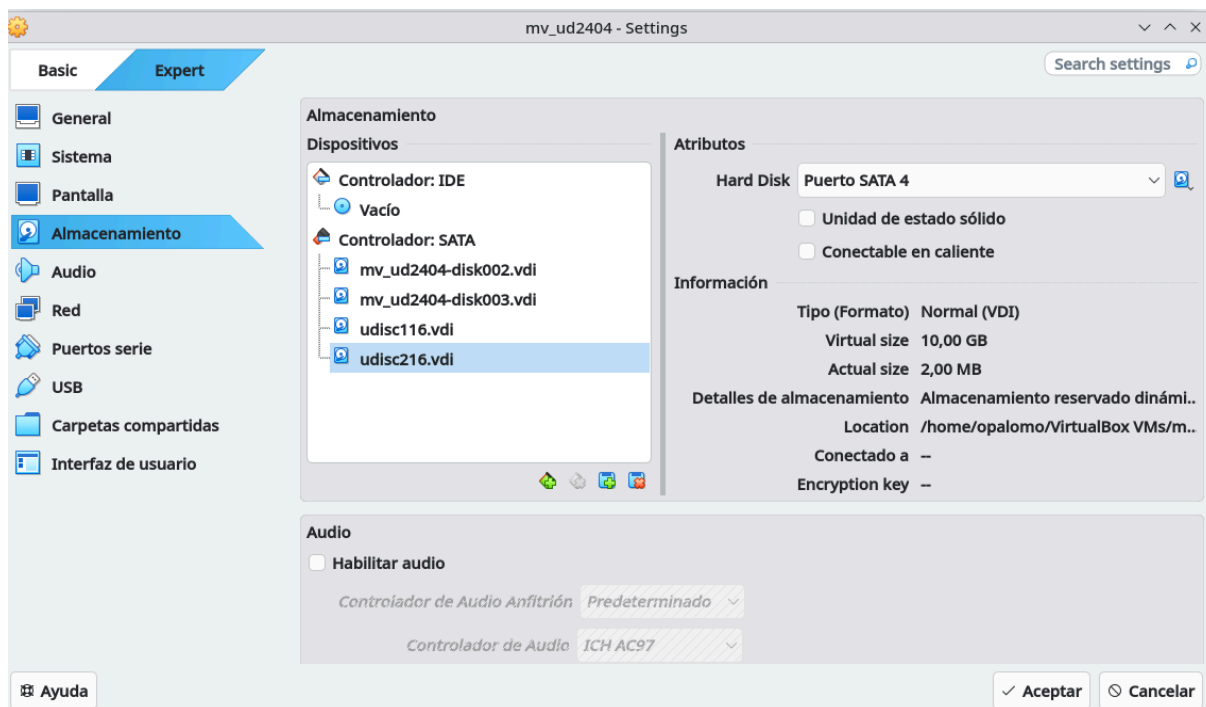 mv_ud2404 - Settings
Basic
Expert
Search settings
General
Sistema
Pantalla
Almacenamiento
Audio
Red
Puertos serie
USB
Carpetas compartidas
Interfaz de usuario
Almacenamiento
Dispositivos
Controlador: IDE
Vacío
Controlador: SATA
mv_ud2404-disk002.vdi
mv_ud2404-disk003.vdi
udisc116.vdi
udisc216.vdi
Atributos
Hard Disk Puerto SATA 4
Unidad de estado sólido
Conectable en caliente
Información
Tipo (Formato) Normal (VDI)
Virtual size 10,00 GB
Actual size 2,00 MB
Detalles de almacenamiento Almacenamiento reservado dinámi..
Location /home/opalomo/VirtualBox VMs/m..
Conectado a --
Encryption key --
Audio
Habilitar audio
Controlador de Audio Anfitrión Predeterminado
Controlador de Audio ICH AC97
Ayuda
Aceptar
Cancelar